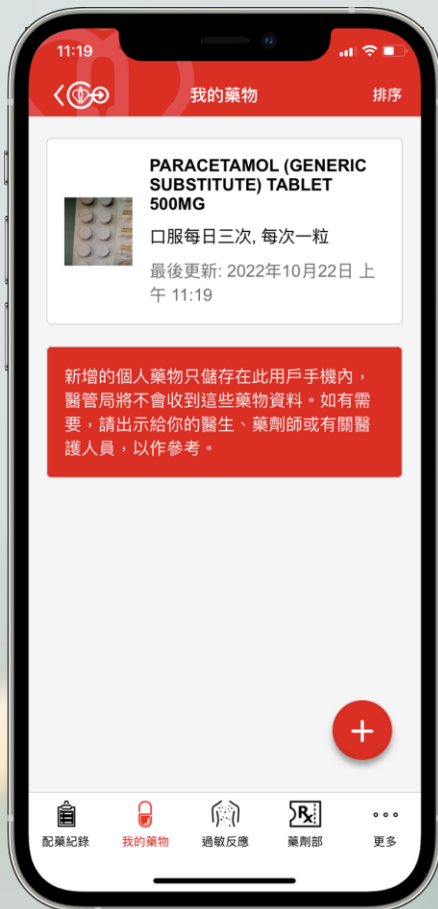 11:19
我的藥物
排序
PARACETAMOL (GENERIC
SUBSTITUTE) TABLET
500MG
口服每日三次, 每次一粒
最後更新: 2022年10月22日 上
午 11:19
新增的個人藥物只儲存在此用戶手機內，
醫管局將不會收到這些藥物資料。如有需
要，請出示給你的醫生、藥劑師或有關醫
護人員，以作參考。
配藥紀錄
我的藥物
過敏反應
Rx
藥劑部
更多